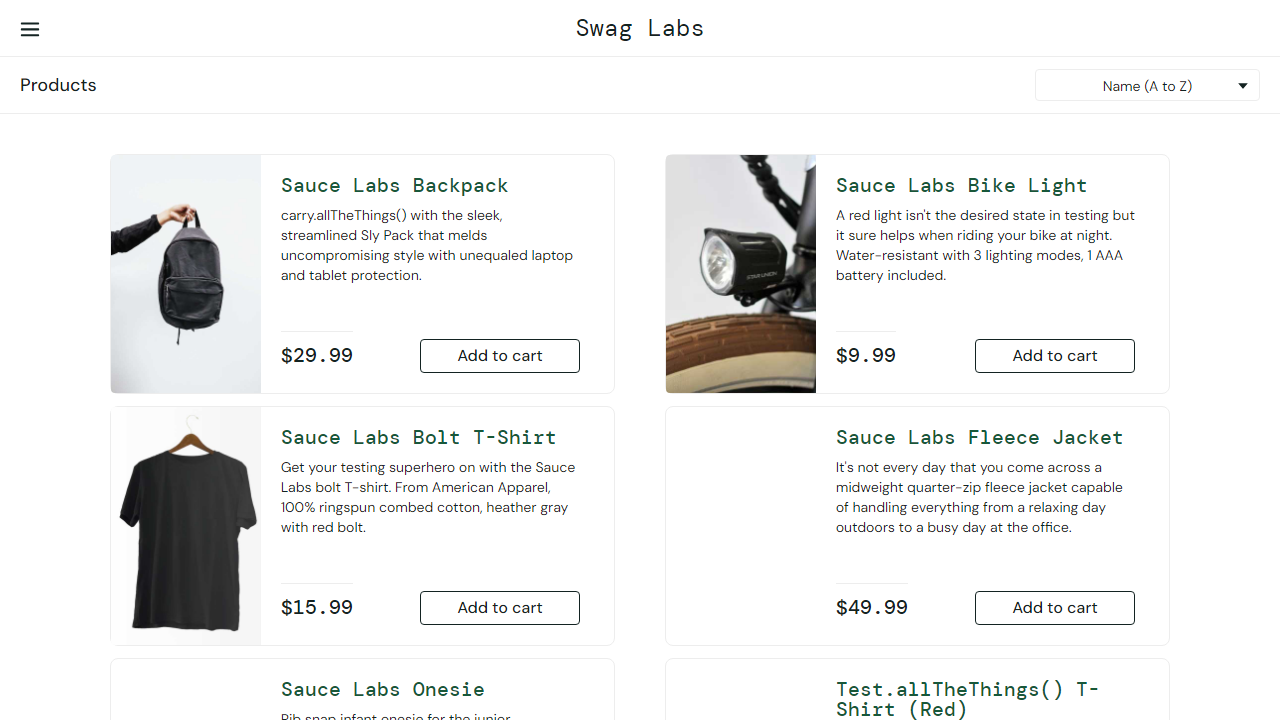 Swag Labs
Products
Name (A to Z)
Sauce Labs Backpack
carry.allTheThings() with the sleek,
streamlined Sly Pack that melds
uncompromising style with unequaled laptop
and tablet protection.
$29.99
Add to cart
Sauce Labs Bike Light
A red light isn't the desired state in testing but
it sure helps when riding your bike at night.
Water-resistant with 3 lighting modes, 1 AAA
battery included.
$9.99
Add to cart
Sauce Labs Bolt T-Shirt
Get your testing superhero on with the Sauce
Labs bolt T-shirt. From American Apparel,
100% ringspun combed cotton, heather gray
with red bolt.
$15.99
Add to cart
Sauce Labs Fleece Jacket
It's not every day that you come across a
midweight quarter-zip fleece jacket capable
of handling everything from a relaxing day
outdoors to a busy day at the office.
$49.99
Add to cart
Sauce Labs Onesie
Rib snap infant onesie for the junior
Test.allTheThings() T-
Shirt (Red)